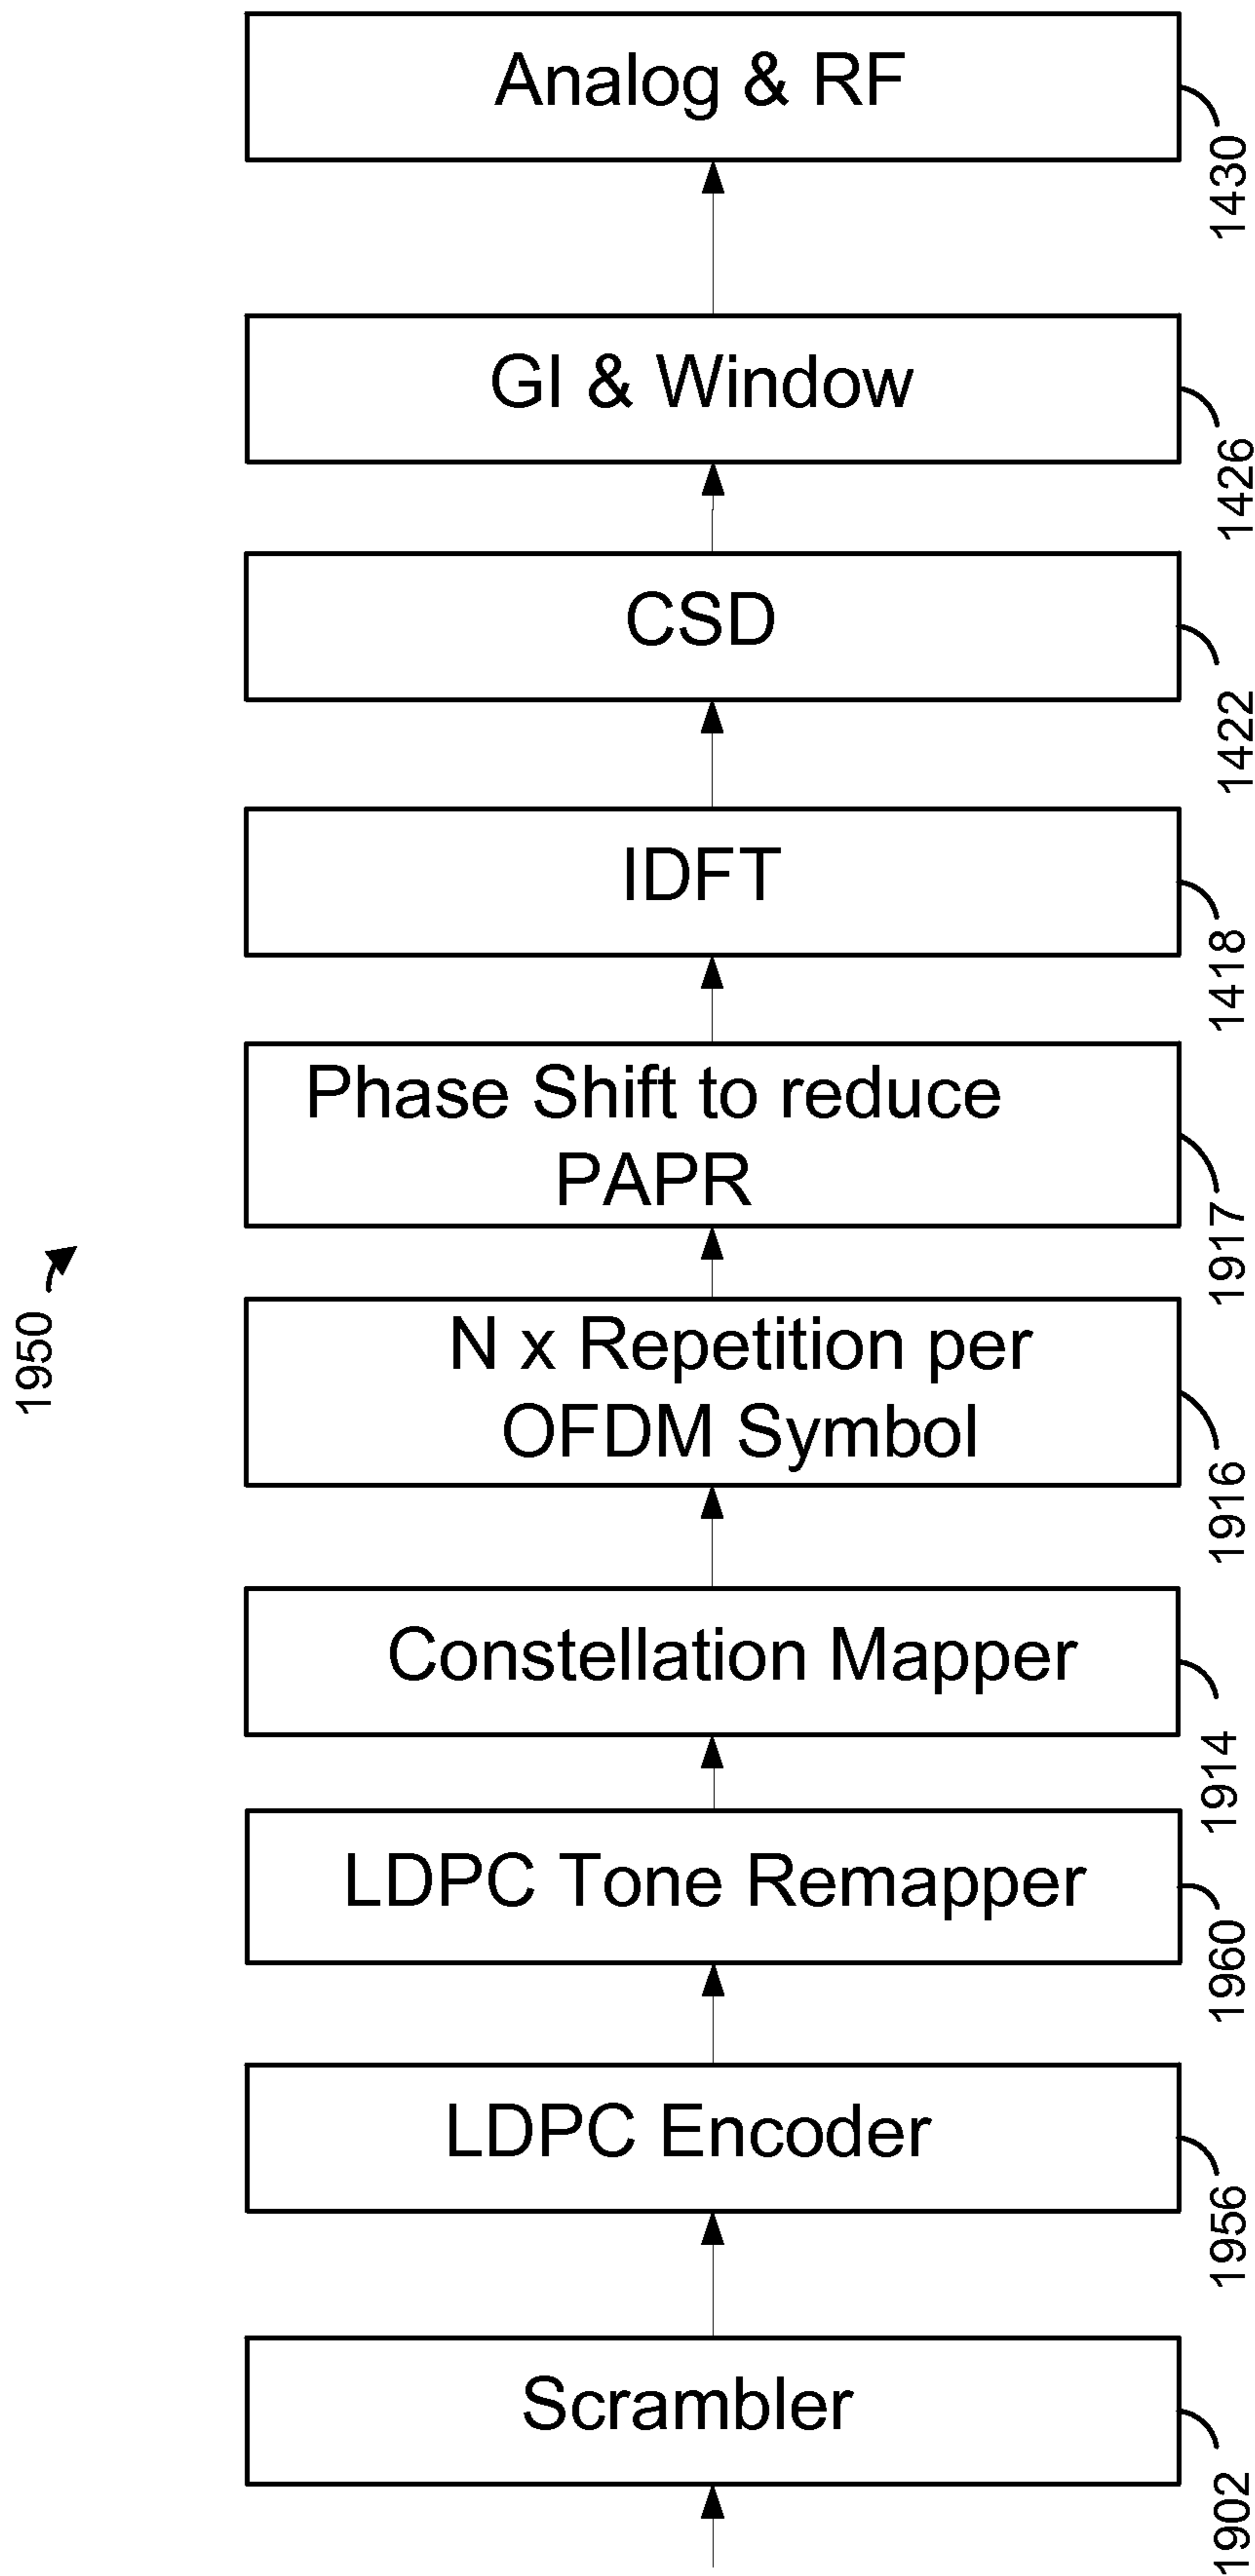 Analog & RF
1430
GI & Window
1426
CSD
1422
IDFT
1418
Phase Shift to reduce
PAPR
1917
1950
N x Repetition per
OFDM Symbol
1916
Constellation Mapper
1914
LDPC Tone Remapper
1960
LDPC Encoder
1956
Scrambler
1902